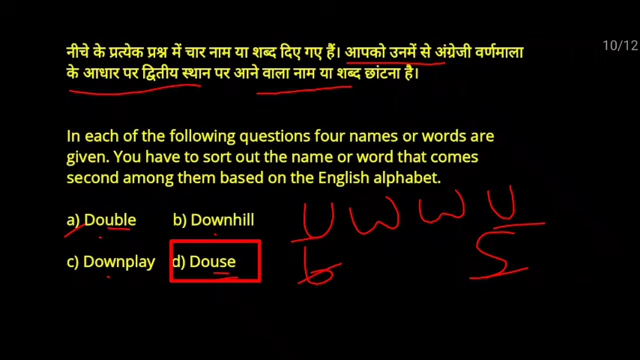 10/12
नीचे के प्रत्येक प्रश्न में चार नाम या शब्द दिए गए हैं। आपको उनमें से अंग्रेजी वर्णमाला
के आधार पर द्वितीय स्थान पर आने वाला नाम या शब्द छांटना है।
In each of the following questions four names or words are
given. You have to sort out the name or word that comes
second among them based on the English alphabet.
a) Double b) Downhill
U W W U
c) Downplay d) Douse
b S